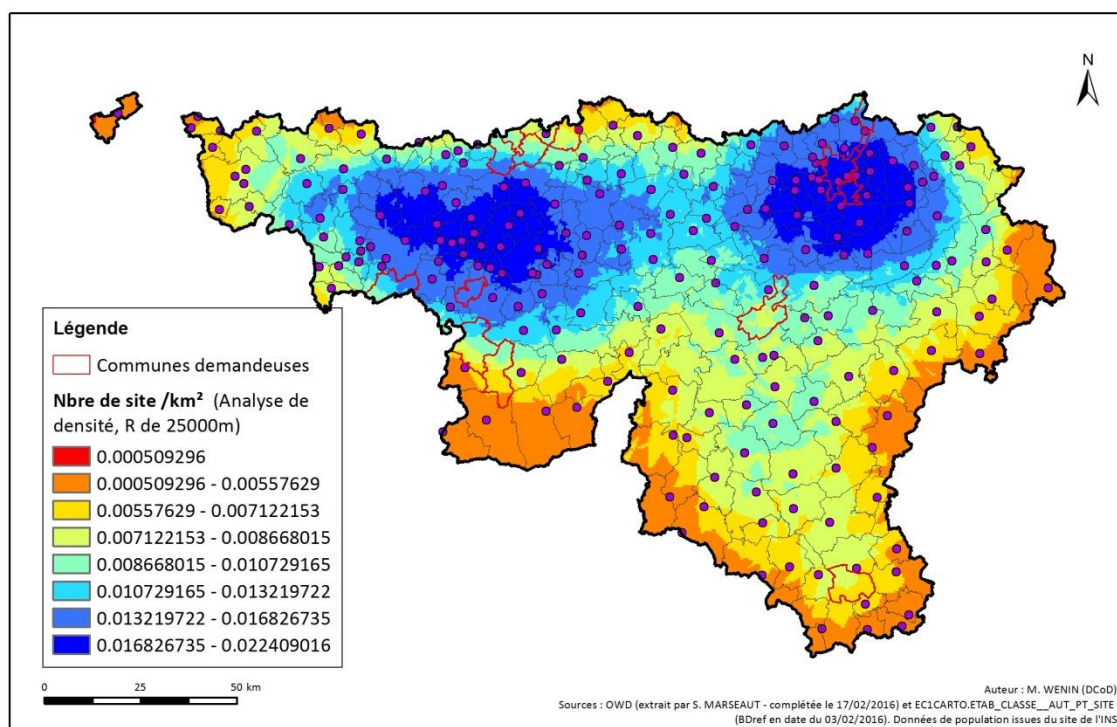 N
Légende
Communes demandeuses
Nbre de site /km² (Analyse de
densité, R de 25000m)
0.000509296
0.000509296 - 0.00557629
0.00557629 - 0.007122153
0.007122153 - 0.008668015
0.008668015 - 0.010729165
0.010729165 - 0.013219722
0.013219722 - 0.016826735
0.016826735 - 0.022409016
0 25 50 km
Auteur : M. WENIN (DCoD)
Sources : OWD (extrait par S. MARSEAUT - complétée le 17/02/2016) et EC1CARTO.ETAB_CLASSE__AUT_PT_SITE
(BDref en date du 03/02/2016). Données de population issues du site de l'INS